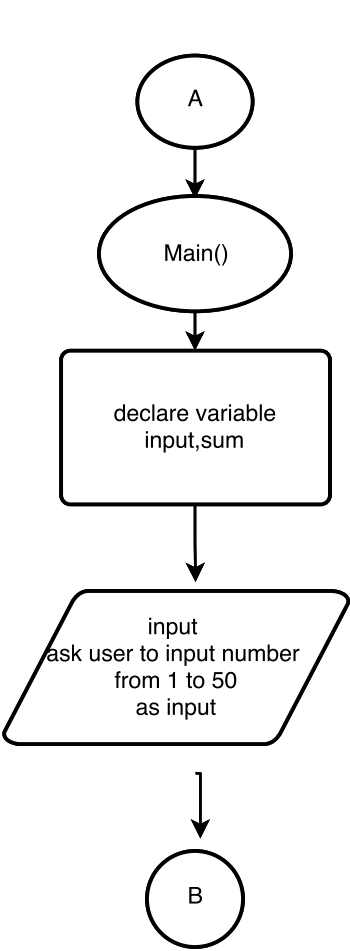 A
Main()
declare variable
input,sum
input
ask user to input number
from 1 to 50
as input
B